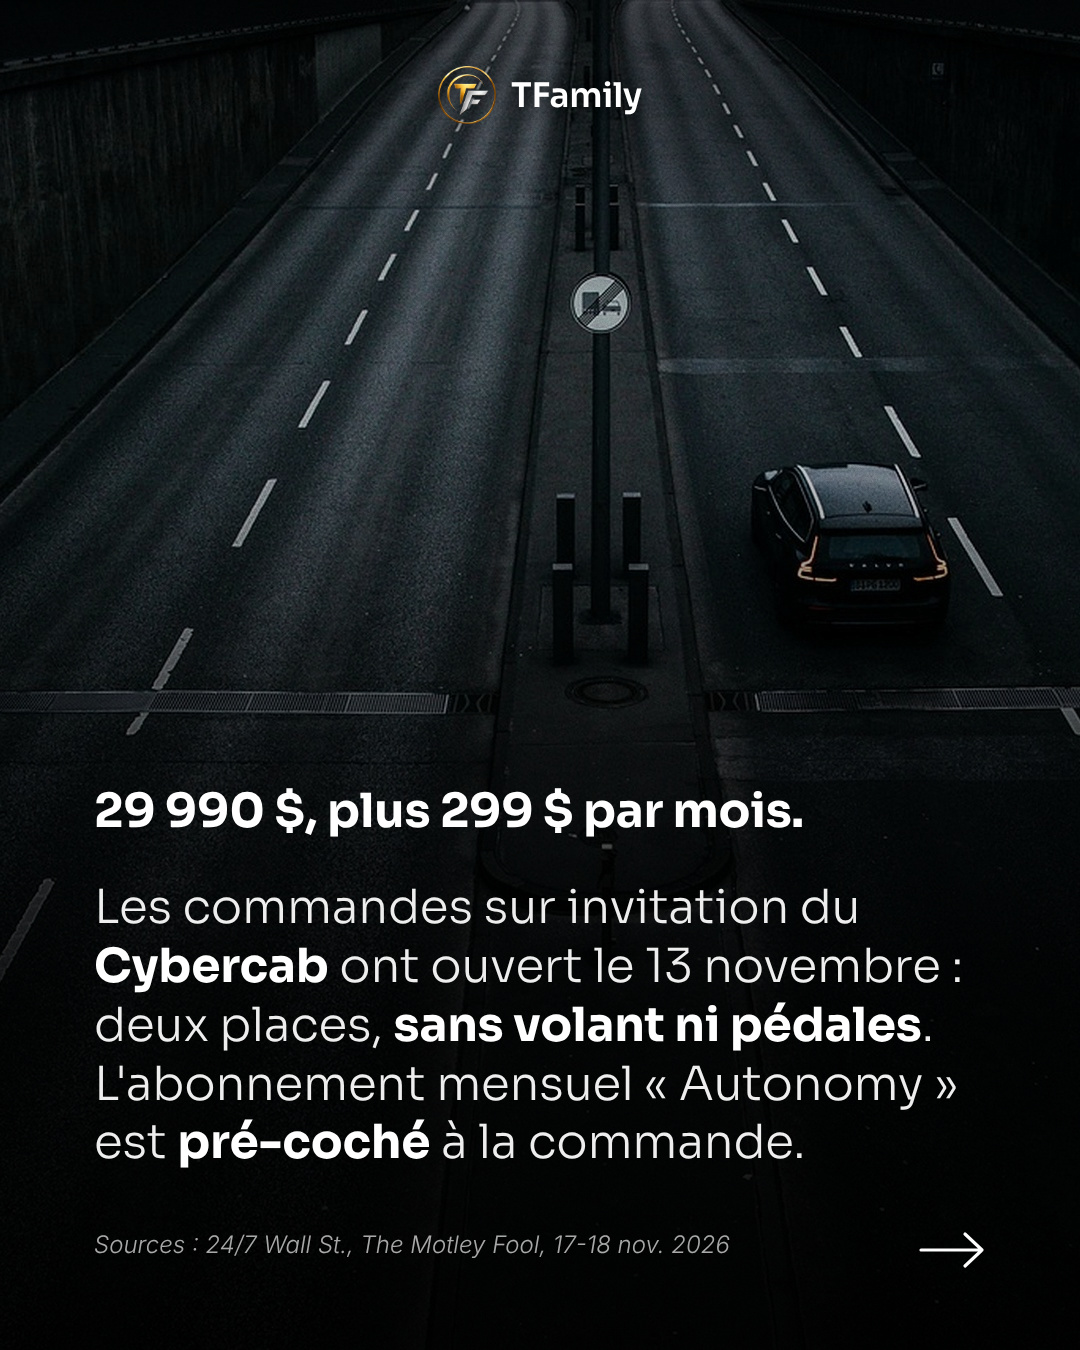 TFamily
VOLVO
29 990 $, plus 299 $ par mois.
Les commandes sur invitation du
Cybercab ont ouvert le 13 novembre :
deux places, sans volant ni pédales.
L'abonnement mensuel « Autonomy »
est pré-coché à la commande.
Sources : 24/7 Wall St., The Motley Fool, 17-18 nov. 2026